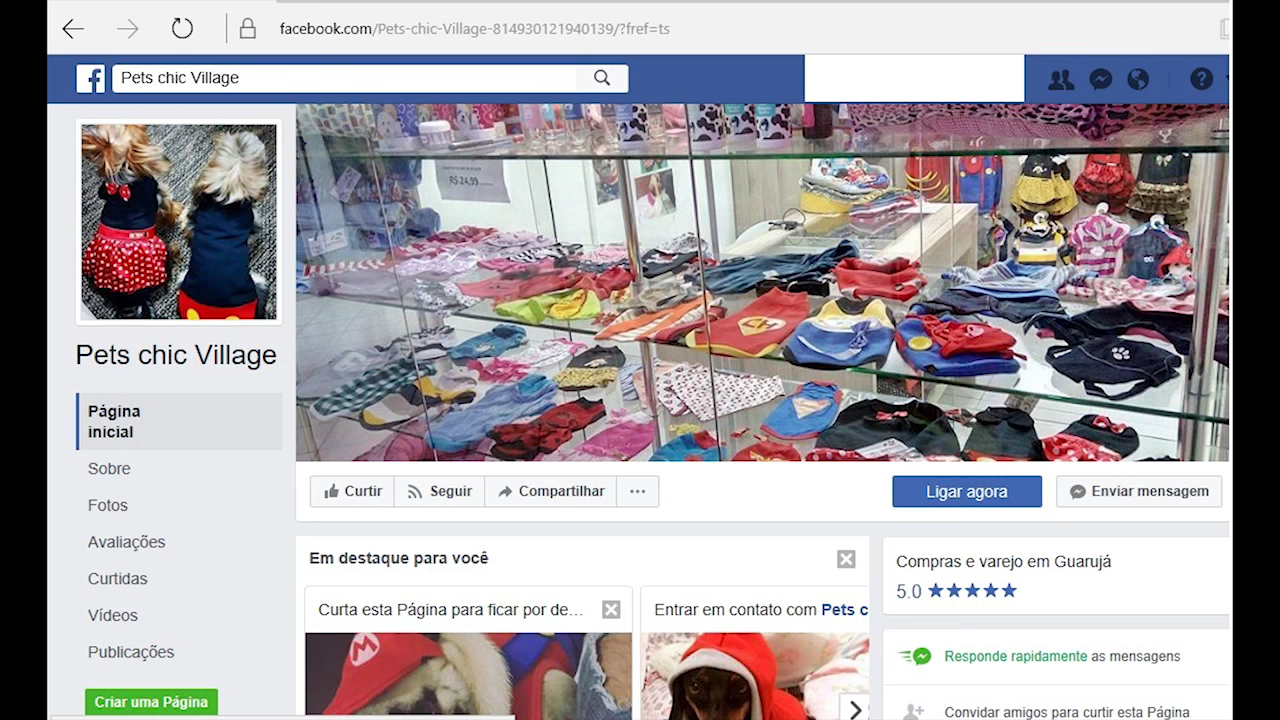 facebook.com/Pets-chic-Village-814930121940139/?fref=ts
f Pets chic Village
?
R$ 24,99
Pets chic Village
Página
inicial
Sobre
Fotos
Avaliações
Curtidas
Vídeos
Publicações
Criar uma Página
Curtir Seguir Compartilhar ...
Ligar agora Enviar mensagem
Em destaque para você
Curta esta Página para ficar por de...
Entrar em contato com Pets c
M
Compras e varejo em Guarujá
5.0 ★★★★★
Responde rapidamente as mensagens
Convidar amigos para curtir esta Página